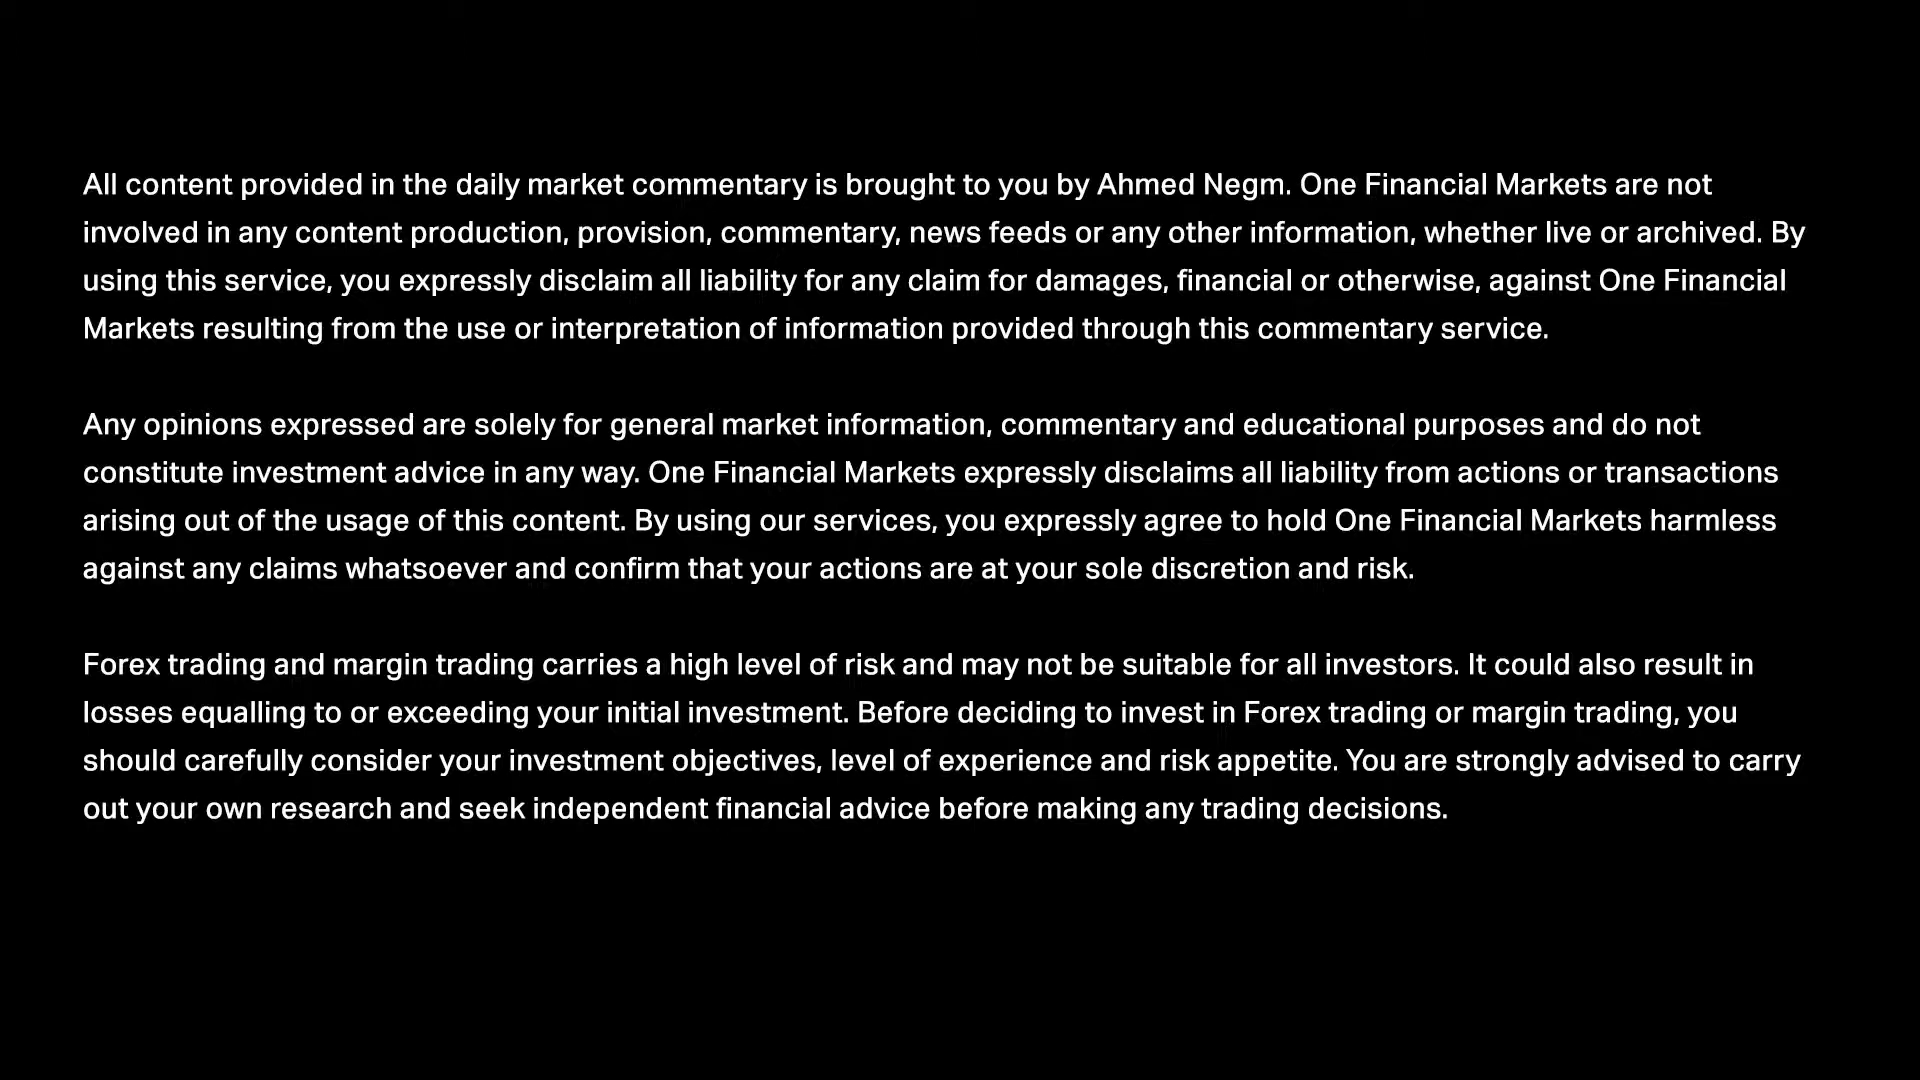 All content provided in the daily market commentary is brought to you by Ahmed Negm. One Financial Markets are not
involved in any content production, provision, commentary, news feeds or any other information, whether live or archived. By
using this service, you expressly disclaim all liability for any claim for damages, financial or otherwise, against One Financial
Markets resulting from the use or interpretation of information provided through this commentary service.
Any opinions expressed are solely for general market information, commentary and educational purposes and do not
constitute investment advice in any way. One Financial Markets expressly disclaims all liability from actions or transactions
arising out of the usage of this content. By using our services, you expressly agree to hold One Financial Markets harmless
against any claims whatsoever and confirm that your actions are at your sole discretion and risk.
Forex trading and margin trading carries a high level of risk and may not be suitable for all investors. It could also result in
losses equalling to or exceeding your initial investment. Before deciding to invest in Forex trading or margin trading, you
should carefully consider your investment objectives, level of experience and risk appetite. You are strongly advised to carry
out your own research and seek independent financial advice before making any trading decisions.